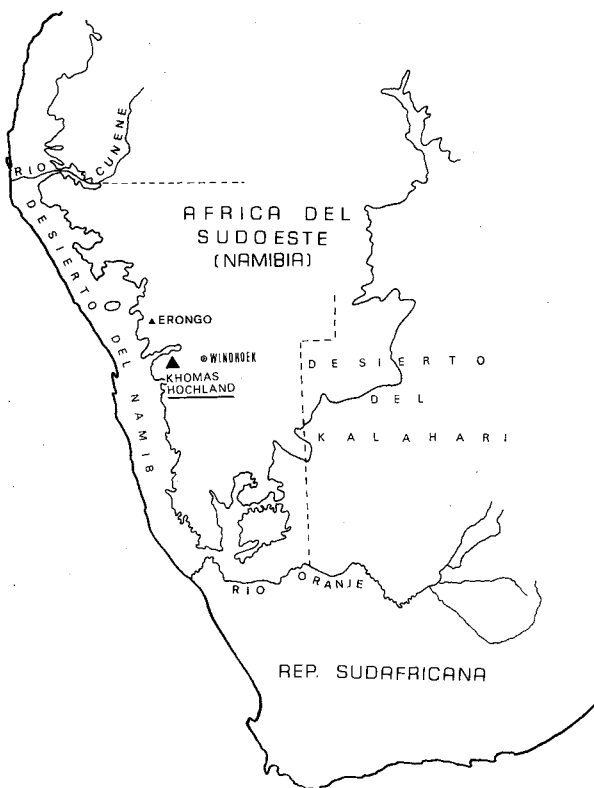 RIO CUNENE
AFRICA DEL
SUDOESTE
(NAMIBIA)
DESIERTO DEL NAMIB
ERONGO
WINDHOEK
KHOMAS
HOCHLAND
DESIERTO
DEL
KALAHARI
RIO ORANJE
REP. SUDAFRICANA